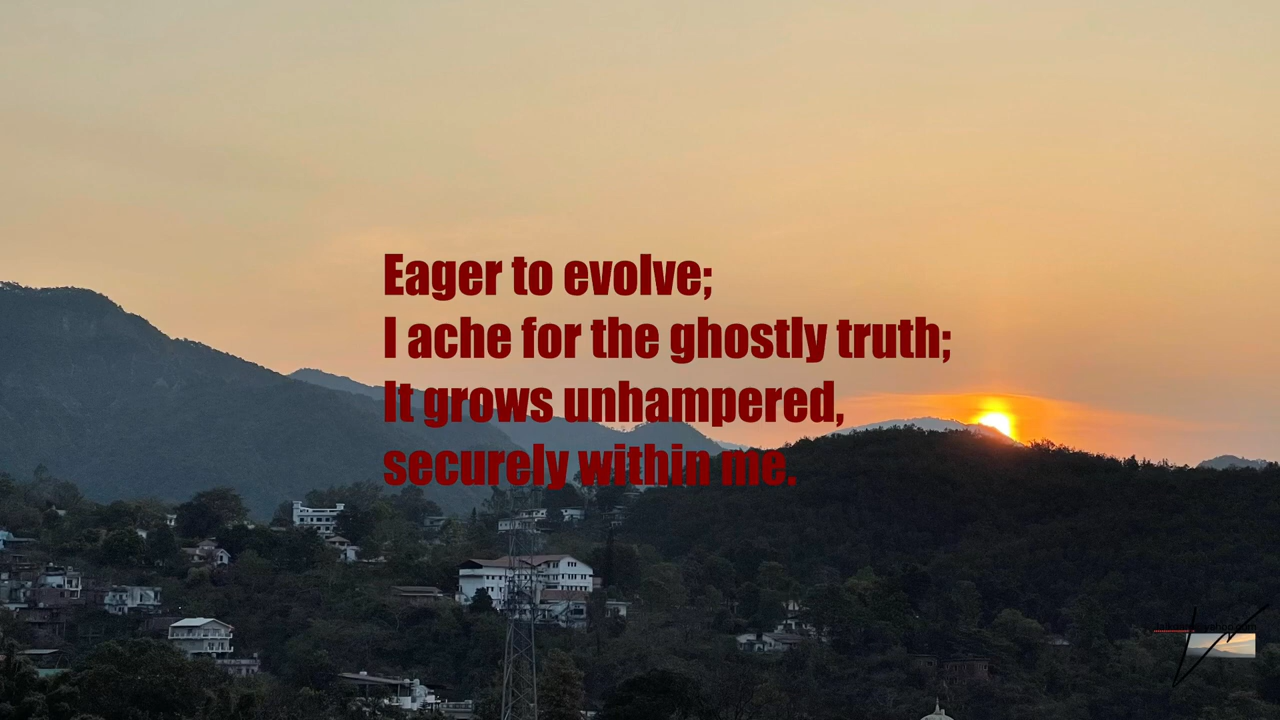 Eager to evolve;
I ache for the ghostly truth;
It grows unhampered,
securely within me.